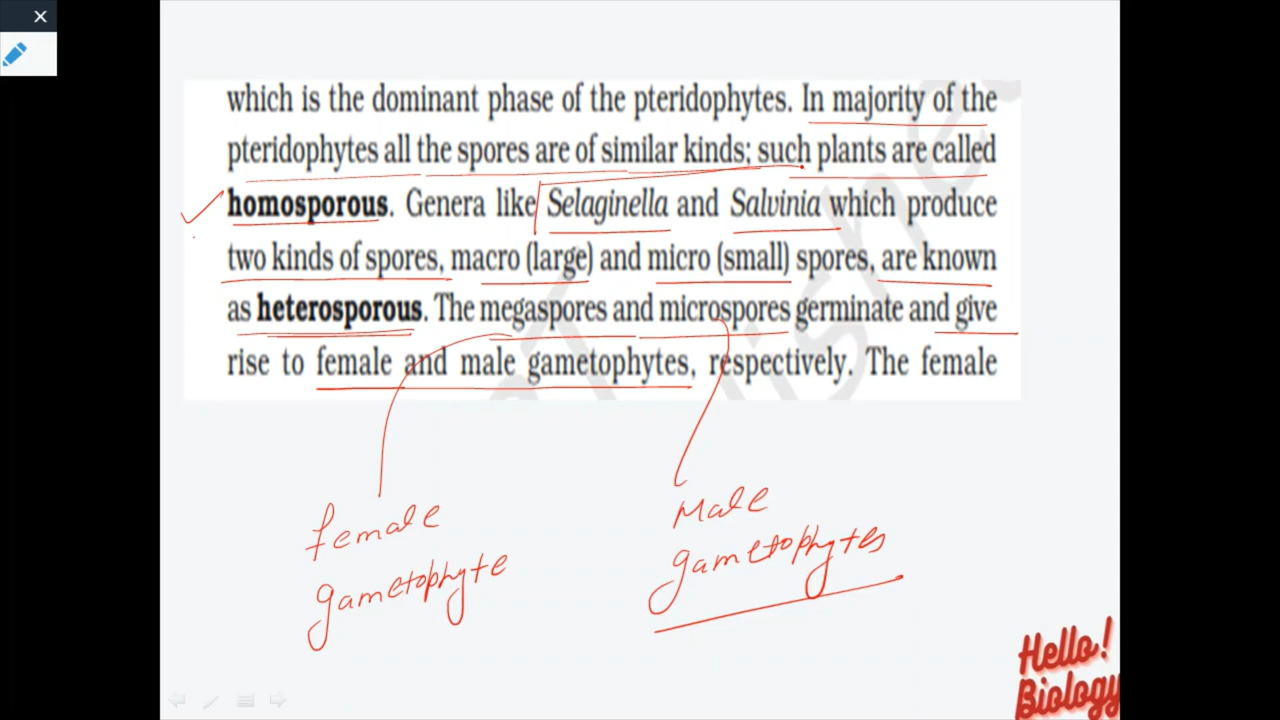 which is the dominant phase of the pteridophytes. In majority of the
pteridophytes all the spores are of similar kinds; such plants are called
homosporous. Genera like Selaginella and Salvinia which produce
two kinds of spores, macro (large) and micro (small) spores, are known
as heterosporous. The megaspores and microspores germinate and give
rise to female and male gametophytes, respectively. The female
female
gametophyte
Male
gametophytes
Hello!
Biology